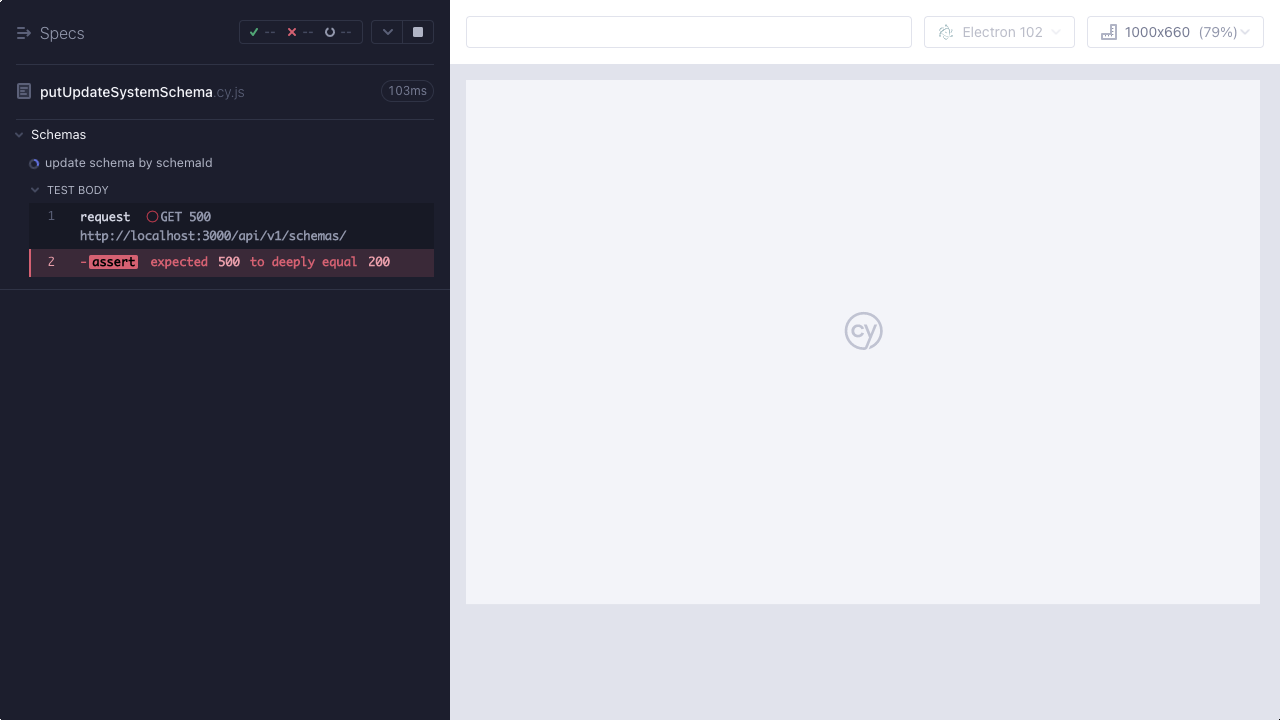 Specs
-- -- --
putUpdateSystemSchema.cy.js 103ms
Schemas
update schema by schemaId
TEST BODY
1 request GET 500
http://localhost:3000/api/v1/schemas/
2 -assert expected 500 to deeply equal 200
Electron 102
1000x660 (79%)
cy